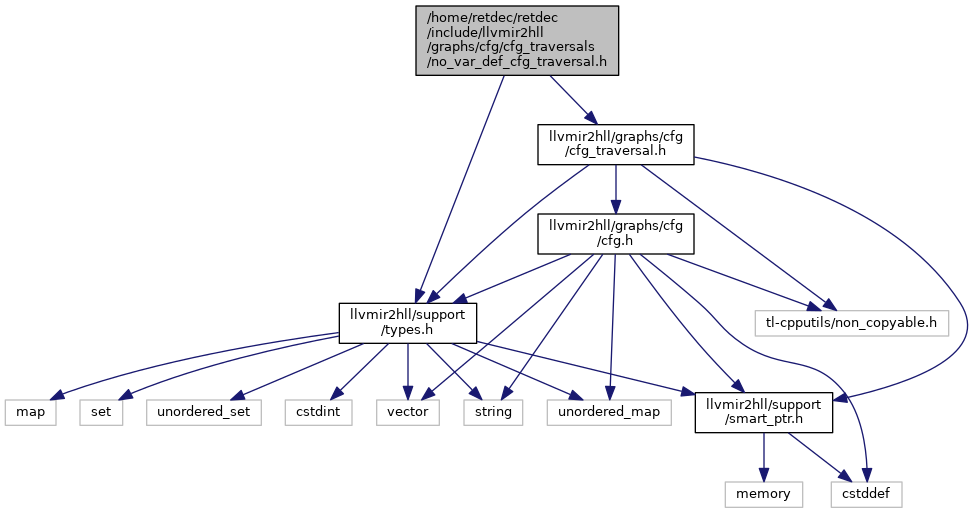 /home/retdec/retdec
/include/llvmir2hll
/graphs/cfg/cfg_traversals
/no_var_def_cfg_traversal.h
llvmir2hll/graphs/cfg
/cfg_traversal.h
llvmir2hll/graphs/cfg
/cfg.h
llvmir2hll/support
/types.h
tl-cpputils/non_copyable.h
map
set
unordered_set
cstdint
vector
string
unordered_map
llvmir2hll/support
/smart_ptr.h
memory
cstddef